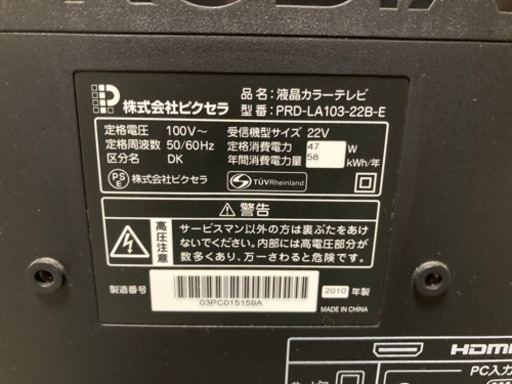 品名：液晶カラーテレビ
株式会社ピクセラ 型番：PRD-LA103-22B-E
定格電圧 100V～ 受信機型サイズ 22V
定格周波数 50/60Hz 定格消費電力 47 W
区分名 DK 年間消費電力量 58 kWh/年
PS E 株式会社ピクセラ TÜVRheinland
警告
高圧注意
サービスマン以外の方は裏ぶたをあけ
ないでください。内部には高電圧部分が
数多くあり、万一さわると危険です。
製造番号 03PC015159A 2010 年製
MADE IN CHINA
HDMI
PC入力